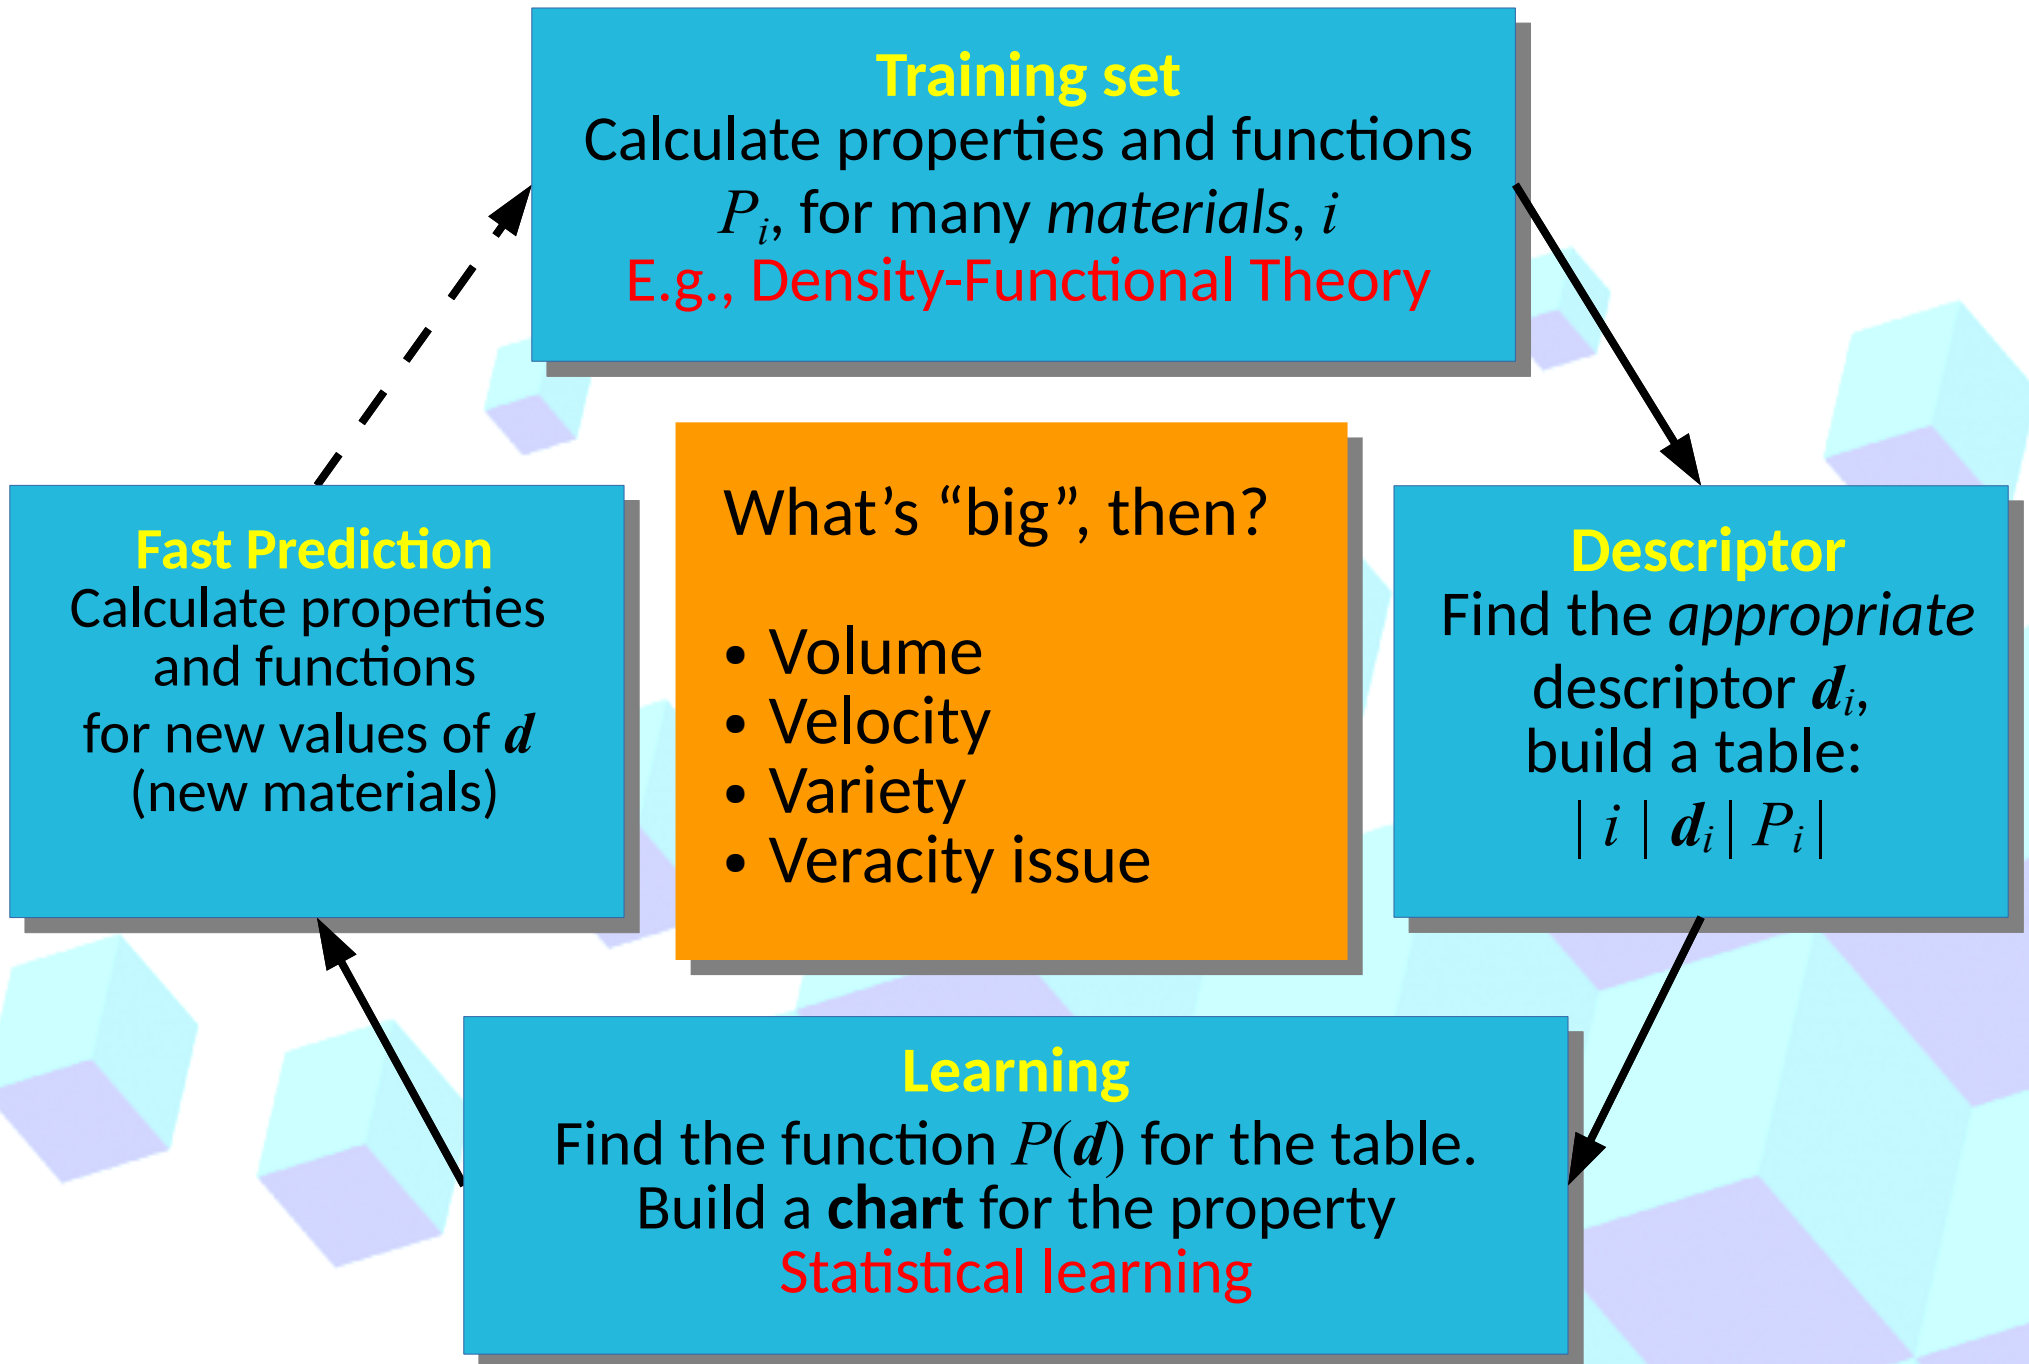 Training set
Calculate properties and functions
Pᵢ, for many materials, i
E.g., Density-Functional Theory
Fast Prediction
Calculate properties
and functions
for new values of d
(new materials)
What’s “big”, then?
• Volume
• Velocity
• Variety
• Veracity issue
Descriptor
Find the appropriate
descriptor dᵢ,
build a table:
| i | dᵢ | Pᵢ |
Learning
Find the function P(d) for the table.
Build a chart for the property
Statistical learning